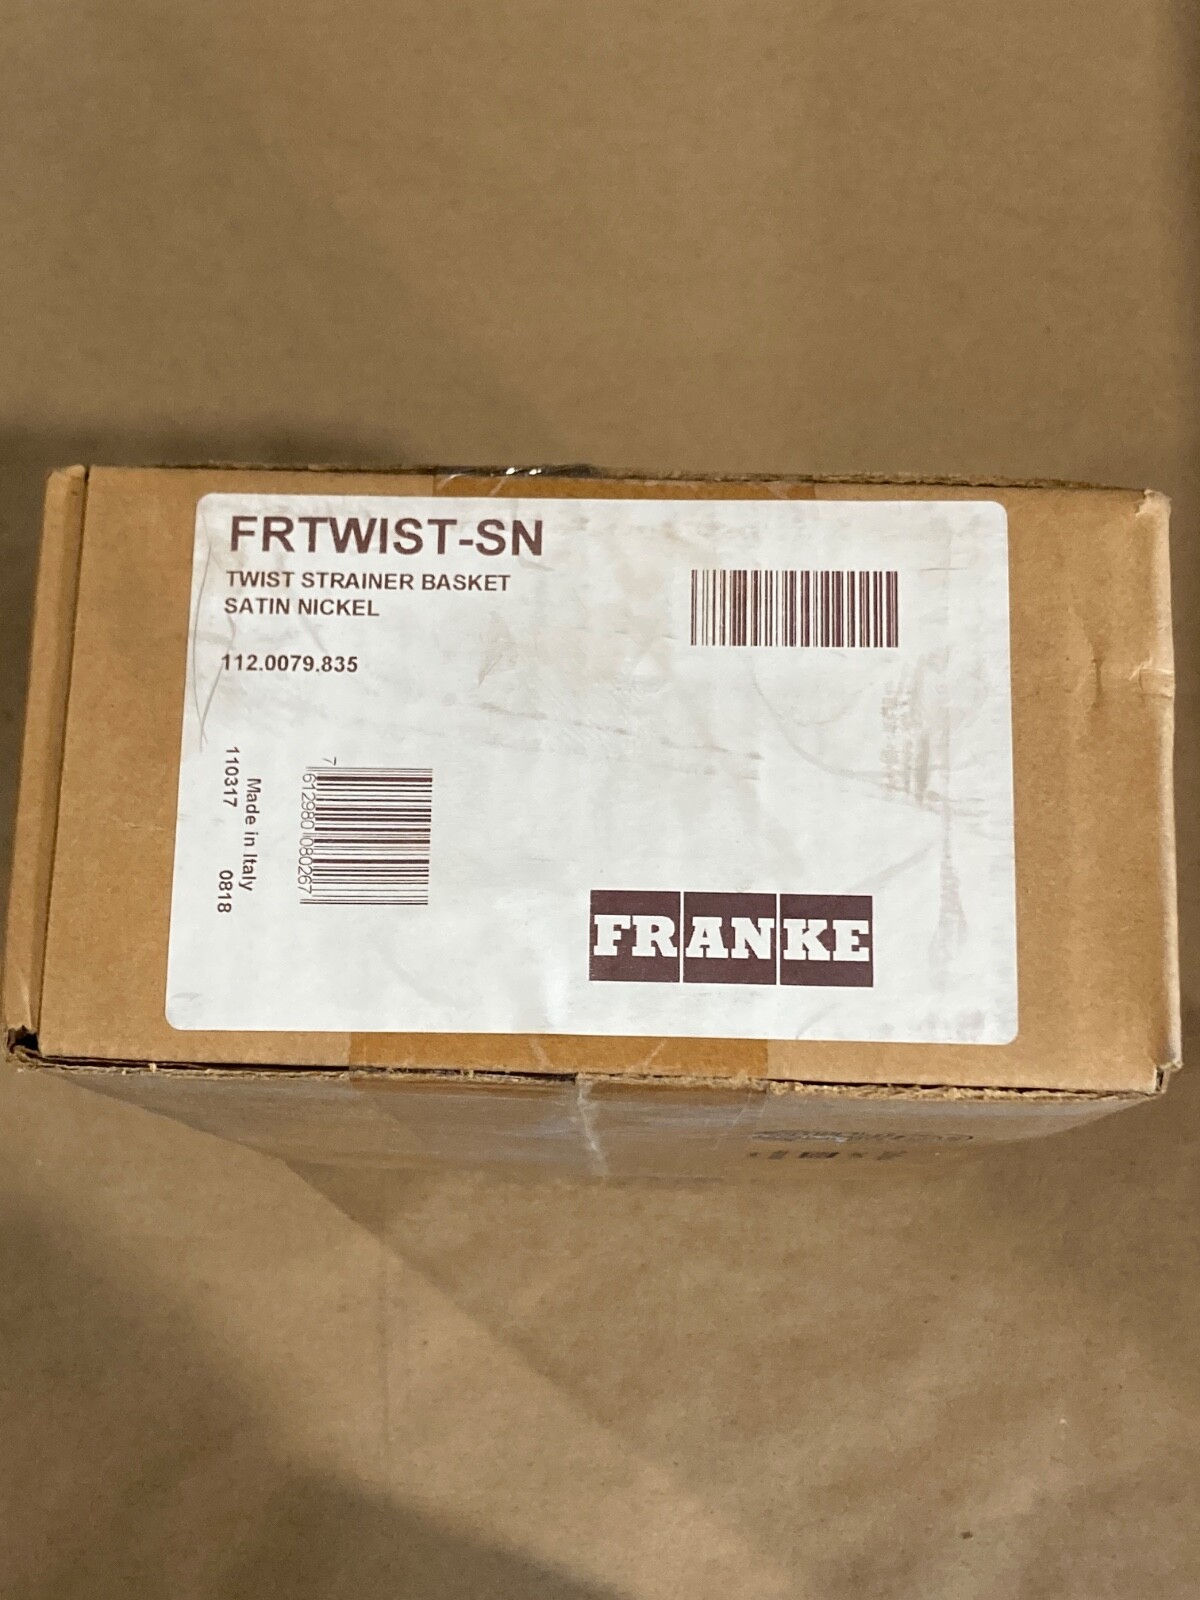 FRTWIST-SN
TWIST STRAINER BASKET
SATIN NICKEL
112.0079.835
Made in Italy
110317 0818
7 612980 080267
FRANKE